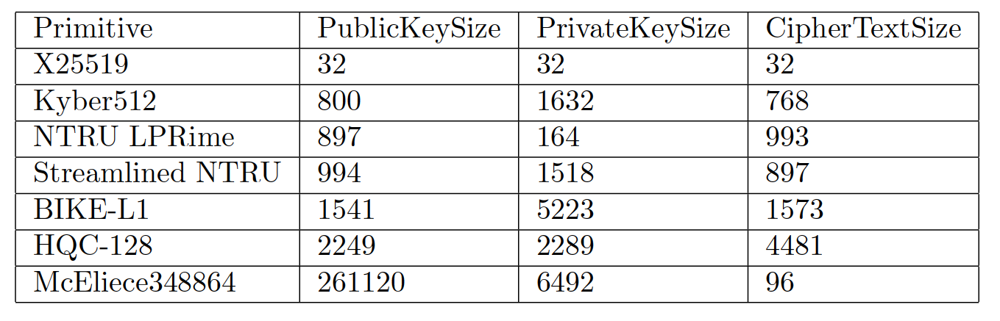 Primitive PublicKeySize PrivateKeySize CipherTextSize
X25519 32 32 32
Kyber512 800 1632 768
NTRU LPRime 897 164 993
Streamlined NTRU 994 1518 897
BIKE-L1 1541 5223 1573
HQC-128 2249 2289 4481
McEliece348864 261120 6492 96